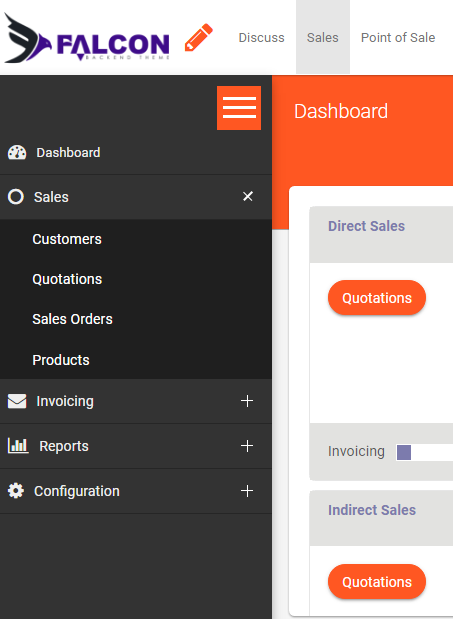 FALCON
BACKEND THEME
Discuss
Sales
Point of Sale
Dashboard
Dashboard
Sales
Customers
Quotations
Sales Orders
Products
Invoicing
Reports
Configuration
Direct Sales
Quotations
Invoicing
Indirect Sales
Quotations